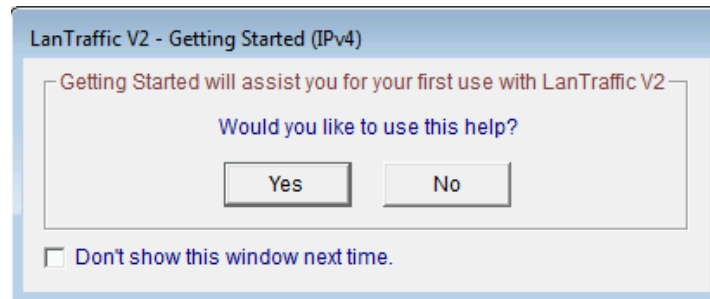 LanTraffic V2 - Getting Started (IPv4)
Getting Started will assist you for your first use with LanTraffic V2
Would you like to use this help?
Yes No
Don't show this window next time.